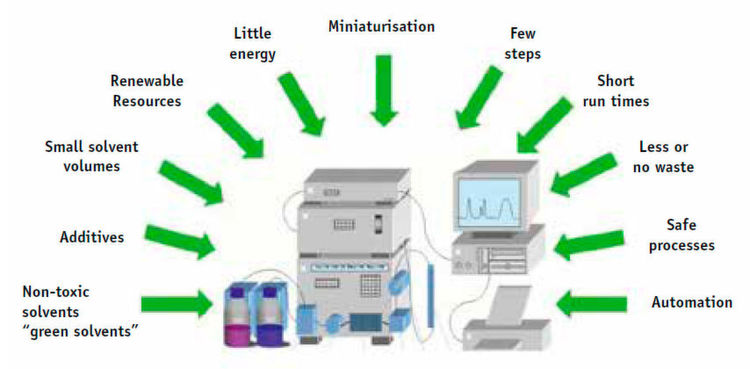 Miniaturisation
Little
energy
Few
steps
Renewable
Resources
Short
run times
Small solvent
volumes
Less or
no waste
Additives
Safe
processes
Non-toxic
solvents
“green solvents”
Automation